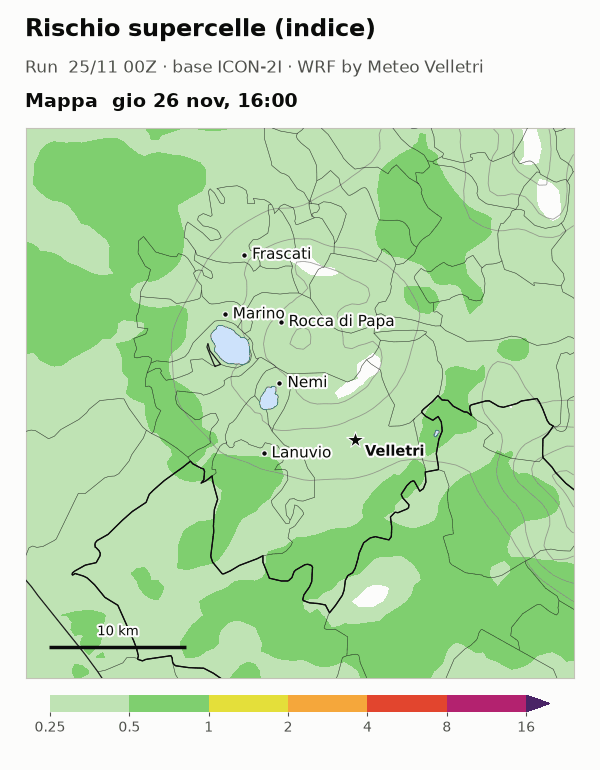 Rischio supercelle (indice)
Run 25/11 00Z · base ICON-2I · WRF by Meteo Velletri
Mappa gio 26 nov, 16:00
Frascati
Marino
Rocca di Papa
Nemi
Velletri
Lanuvio
10 km
0.25 0.5 1 2 4 8 16